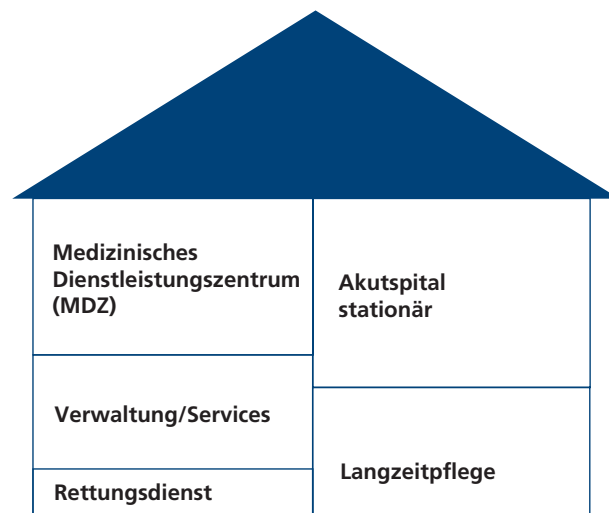 Medizinisches
Dienstleistungszentrum
(MDZ)
Verwaltung/Services
Rettungsdienst
Akutspital
stationär
Langzeitpflege